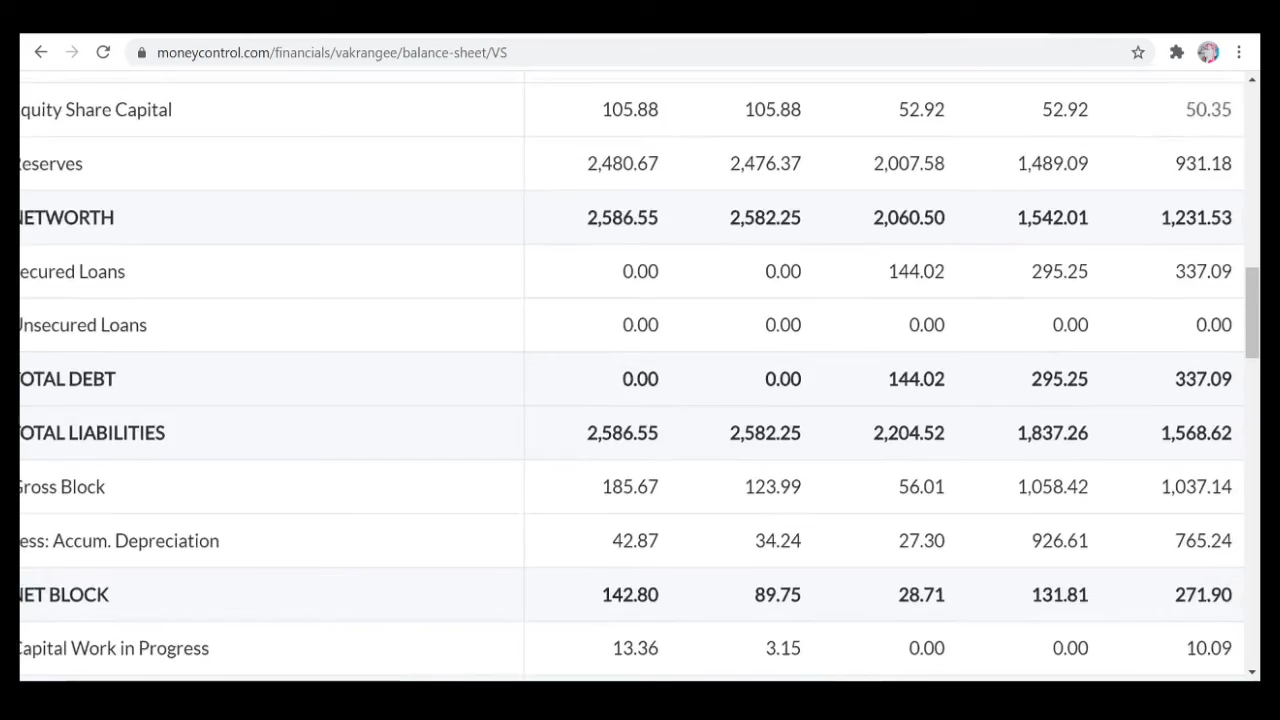 moneycontrol.com/financials/vakrangee/balance-sheet/VS
quity Share Capital 105.88 105.88 52.92 52.92 50.35
eserves 2,480.67 2,476.37 2,007.58 1,489.09 931.18
NETWORTH 2,586.55 2,582.25 2,060.50 1,542.01 1,231.53
ecured Loans 0.00 0.00 144.02 295.25 337.09
Unsecured Loans 0.00 0.00 0.00 0.00 0.00
TOTAL DEBT 0.00 0.00 144.02 295.25 337.09
TOTAL LIABILITIES 2,586.55 2,582.25 2,204.52 1,837.26 1,568.62
Gross Block 185.67 123.99 56.01 1,058.42 1,037.14
ess: Accum. Depreciation 42.87 34.24 27.30 926.61 765.24
NET BLOCK 142.80 89.75 28.71 131.81 271.90
Capital Work in Progress 13.36 3.15 0.00 0.00 10.09